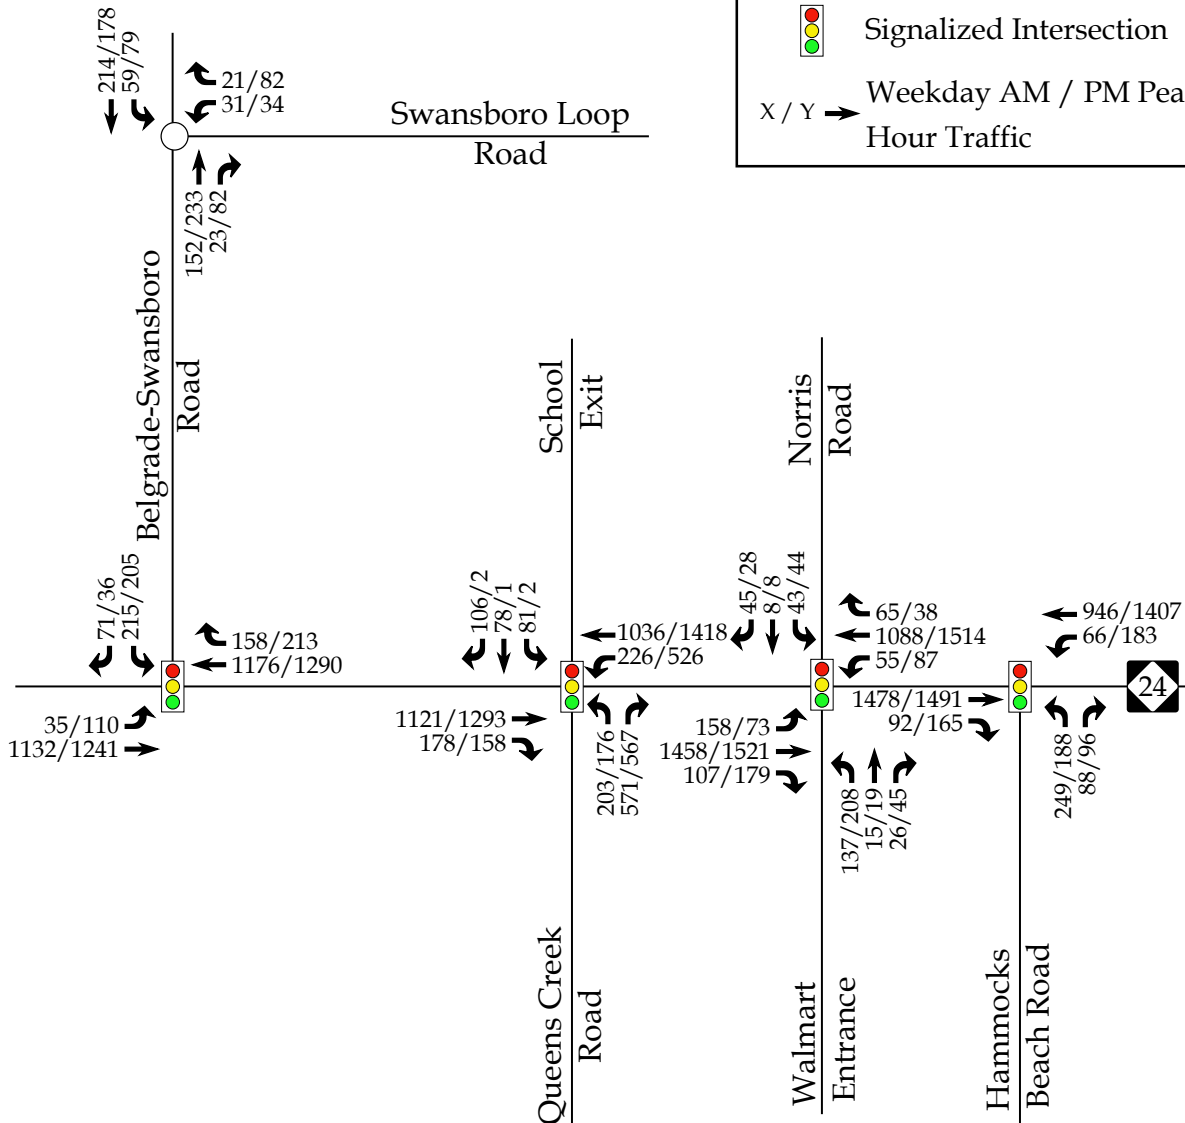 Signalized Intersection
X / Y
Weekday AM / PM Pea
Hour Traffic
214/178
59/79
21/82
31/34
Swansboro Loop
Road
152/233
23/82
Belgrade-Swansboro
Road
School
Exit
Norris
Road
71/36
215/205
158/213
1176/1290
35/110
1132/1241
106/2
78/1
81/2
1036/1418
226/526
1121/1293
178/158
203/176
571/567
45/28
8/8
43/44
65/38
1088/1514
55/87
158/73
1458/1521
107/179
137/208
15/19
26/45
946/1407
66/183
1478/1491
92/165
249/188
88/96
24
Queens Creek
Road
Walmart
Entrance
Hammocks
Beach Road